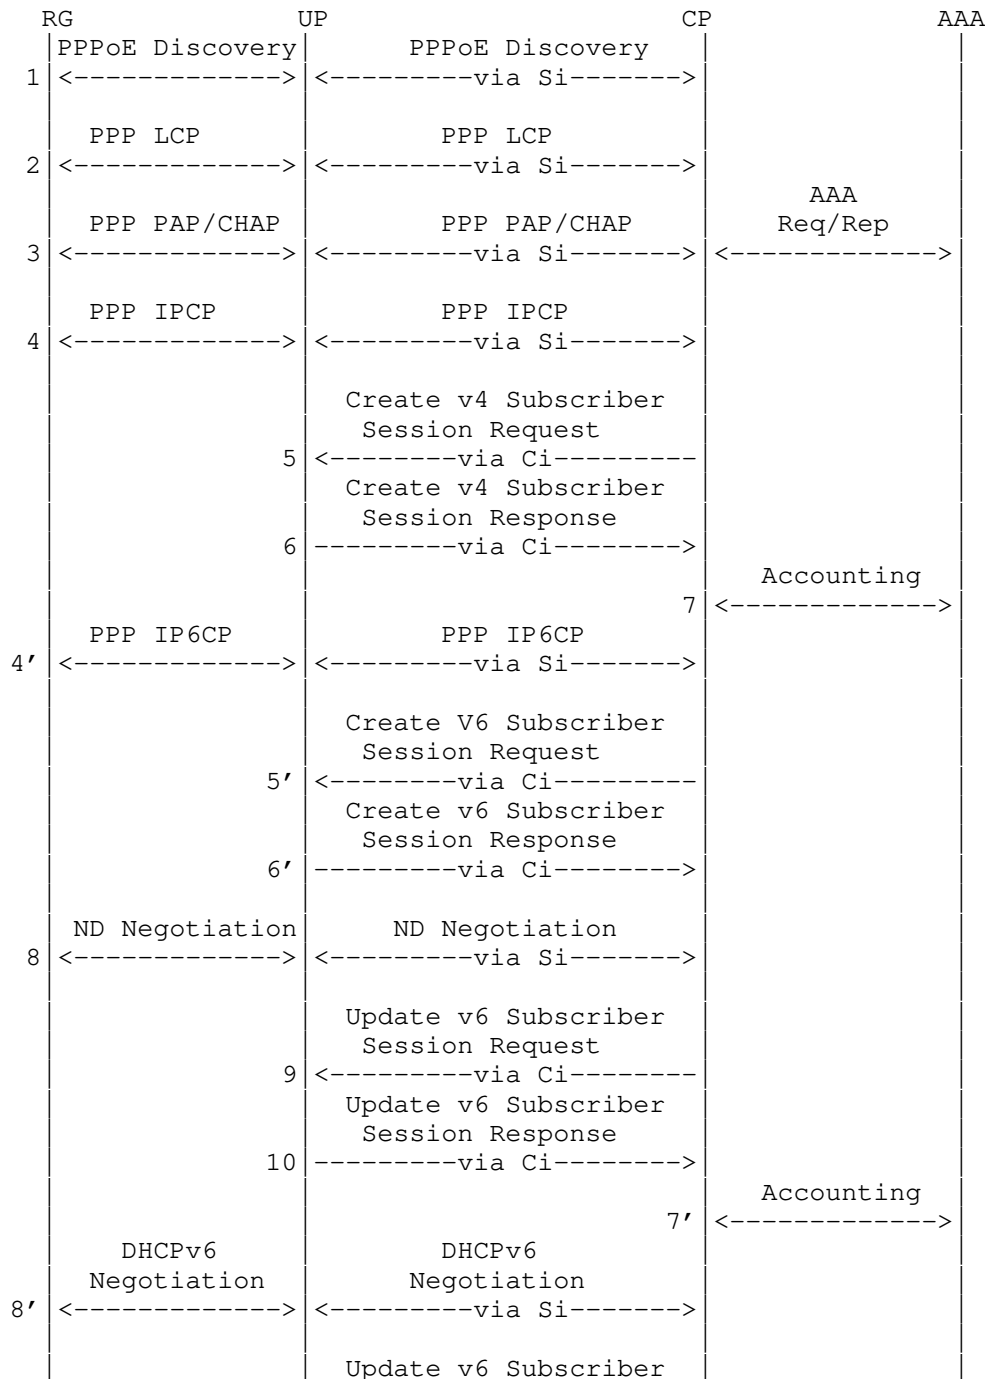 RG UP CP AAA
PPPoE Discovery PPPoE Discovery
1 <-------------> <---------via Si------->
PPP LCP PPP LCP
2 <-------------> <---------via Si------->
AAA
PPP PAP/CHAP PPP PAP/CHAP Req/Rep
3 <-------------> <---------via Si-------> <------------->
PPP IPCP PPP IPCP
4 <-------------> <---------via Si------->
Create v4 Subscriber
Session Request
5 <--------via Ci---------
Create v4 Subscriber
Session Response
6 ---------via Ci-------->
Accounting
7 <------------->
PPP IP6CP PPP IP6CP
4′ <-------------> <---------via Si------->
Create V6 Subscriber
Session Request
5′ <--------via Ci---------
Create v6 Subscriber
Session Response
6′ ---------via Ci-------->
ND Negotiation ND Negotiation
8 <-------------> <---------via Si------->
Update v6 Subscriber
Session Request
9 <---------via Ci--------
Update v6 Subscriber
Session Response
10 ---------via Ci-------->
Accounting
7′ <------------->
DHCPv6 DHCPv6
Negotiation Negotiation
8′ <-------------> <---------via Si------->
Update v6 Subscriber